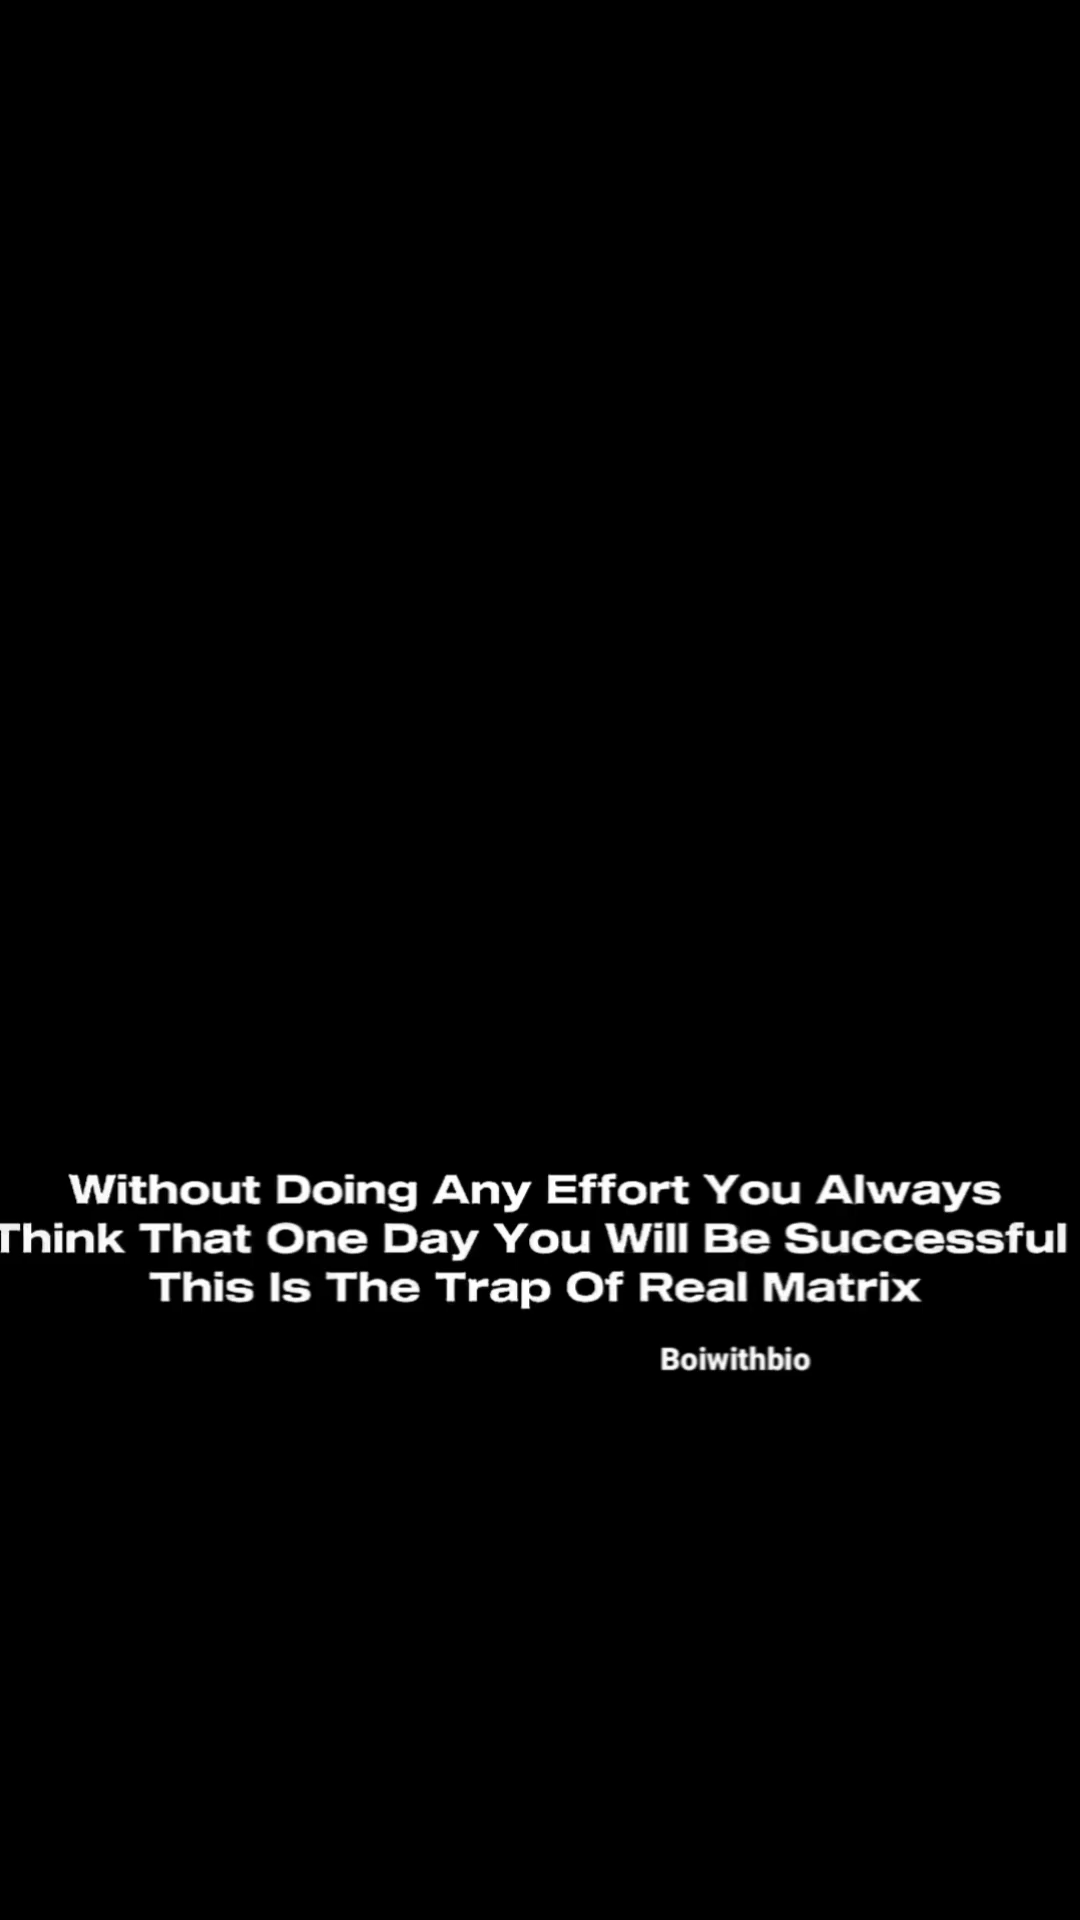 Without Doing Any Effort You Always
Think That One Day You Will Be Successful
This Is The Trap Of Real Matrix
Boiwithbio